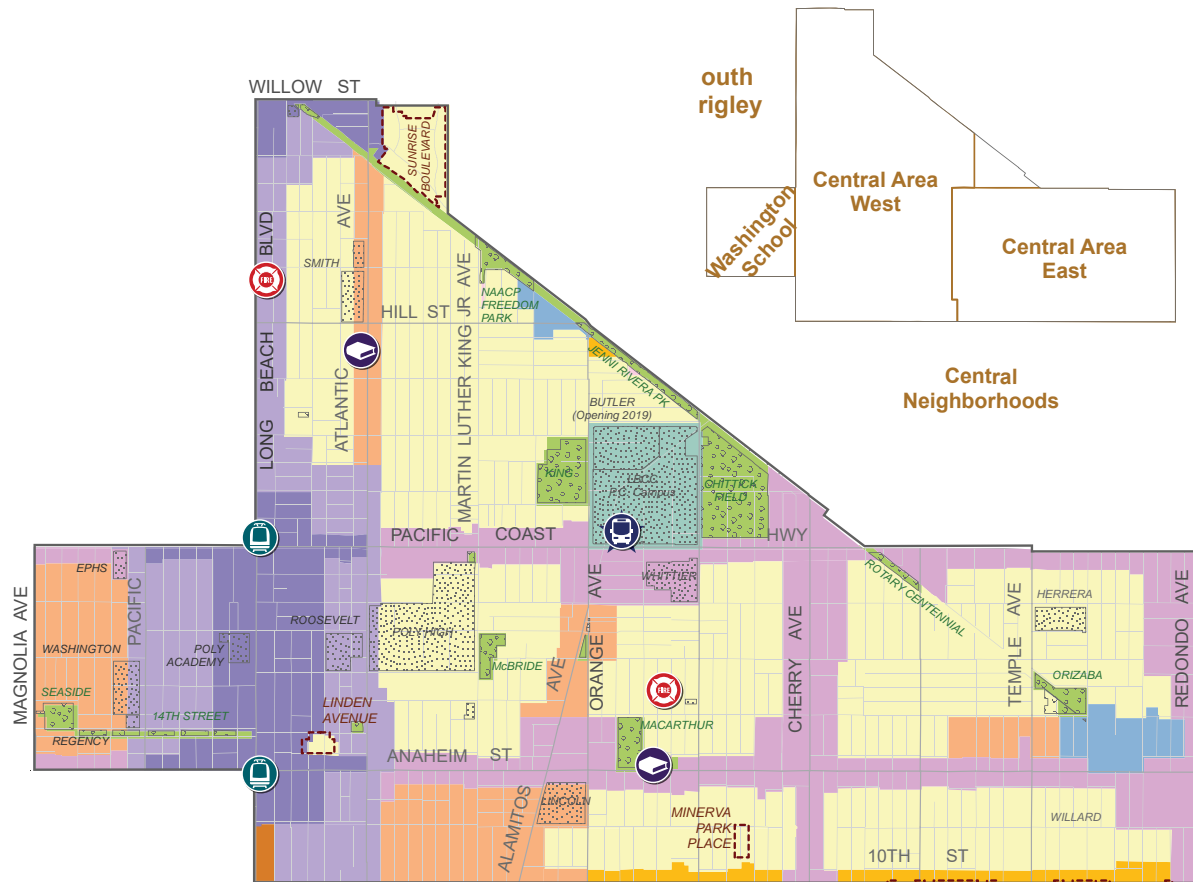 WILLOW ST
outh
rigley
Central Area
West
Washington
School
Central Area
East
Central
Neighborhoods
SUNRISE
BOULEVARD
AVE
LONG BEACH BLVD
SMITH
FIRE
HILL ST
NAACP
FREEDOM
PARK
MARTIN LUTHER KING JR AVE
JENNI RIVERA PK
ATLANTIC
BUTLER
(Opening 2019)
KING
LBCC
P.C. Campus
CHITTICK
FIELD
PACIFIC COAST HWY
MAGNOLIA AVE
EPHS
PACIFIC
WHITTIER
ROTARY CENTENNIAL
HERRERA
ROOSEVELT
POLY HIGH
WASHINGTON
POLY
ACADEMY
McBRIDE
AVE
ORANGE AVE
CHERRY AVE
TEMPLE AVE
REDONDO AVE
SEASIDE
14TH STREET
LINDEN
AVENUE
FIRE
ORIZABA
REGENCY
MACARTHUR
ANAHEIM ST
ALAMITOS
LINCOLN
MINERVA
PARK
PLACE
WILLARD
10TH ST